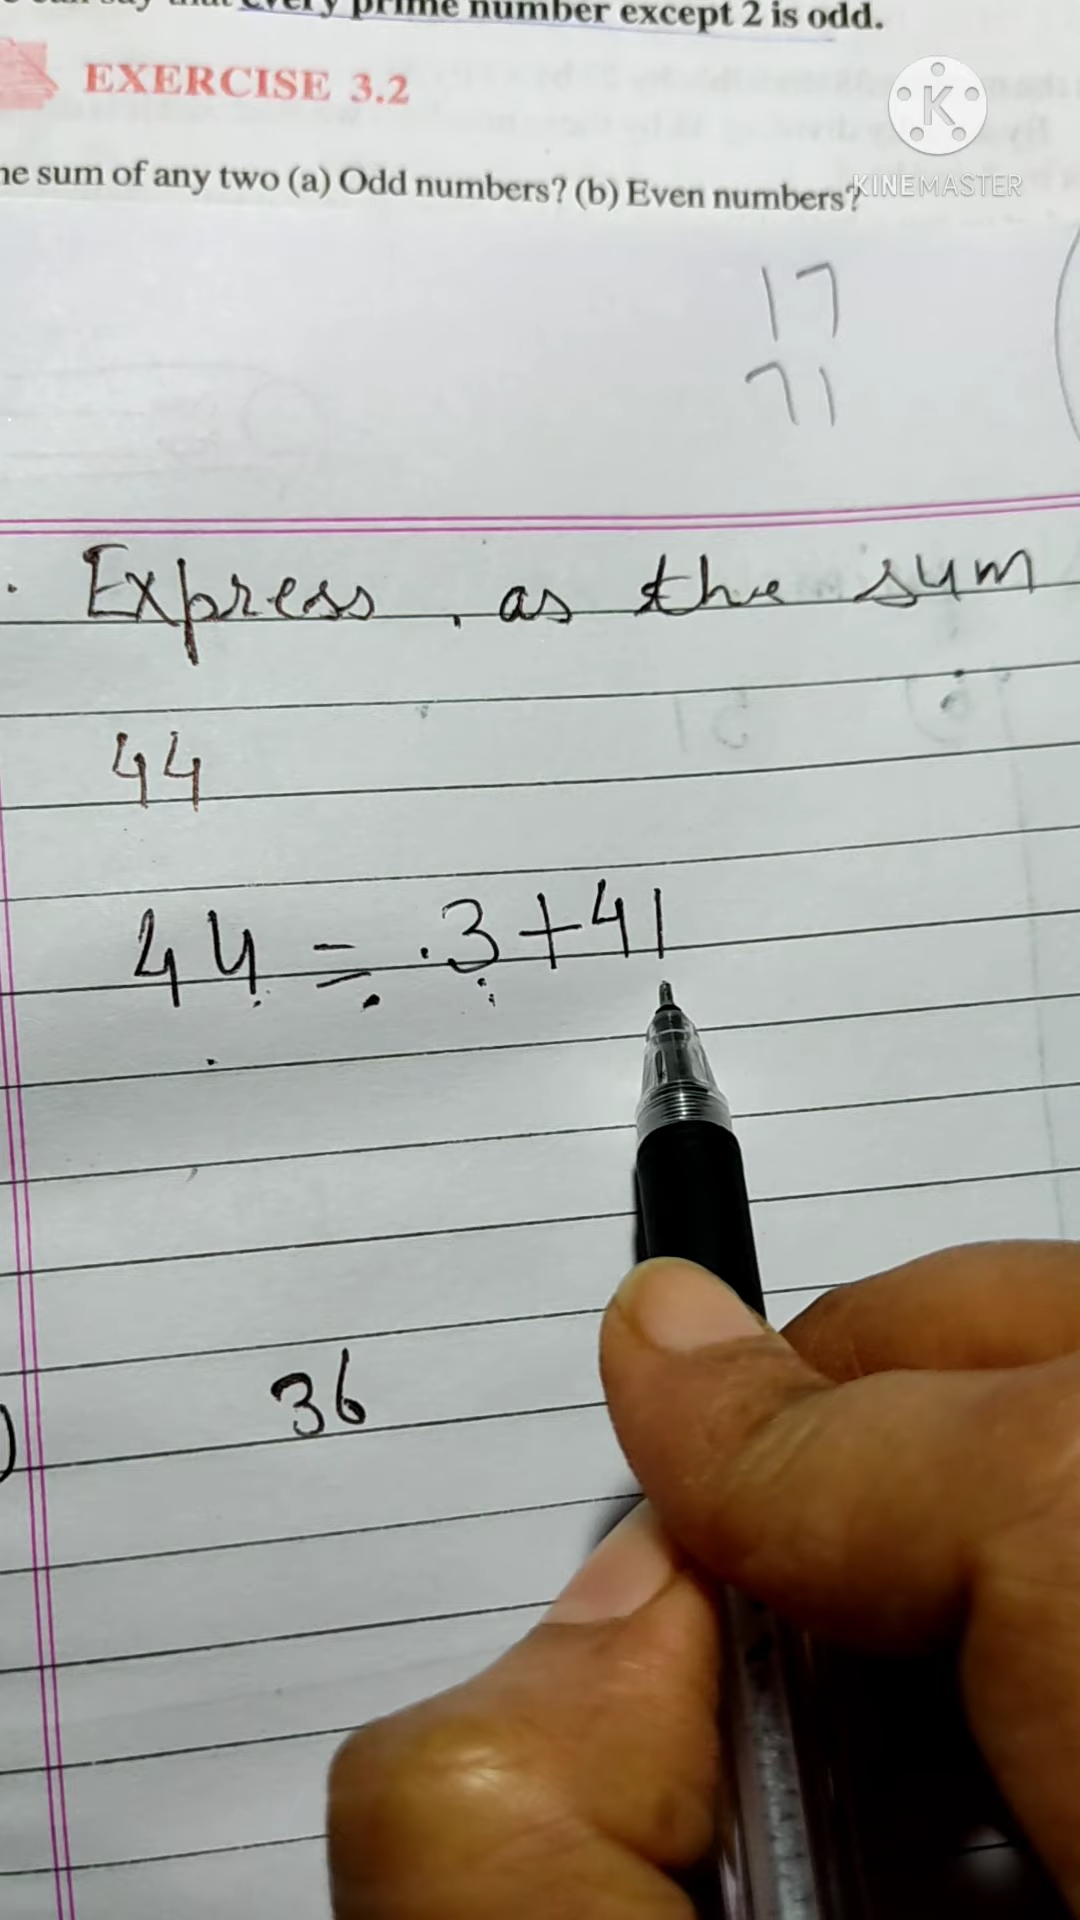 every prime number except 2 is odd.
EXERCISE 3.2
K
KINEMASTER
sum of any two (a) Odd numbers? (b) Even numbers?
17
71
Express, as the sum
44
44 = 3+41
36